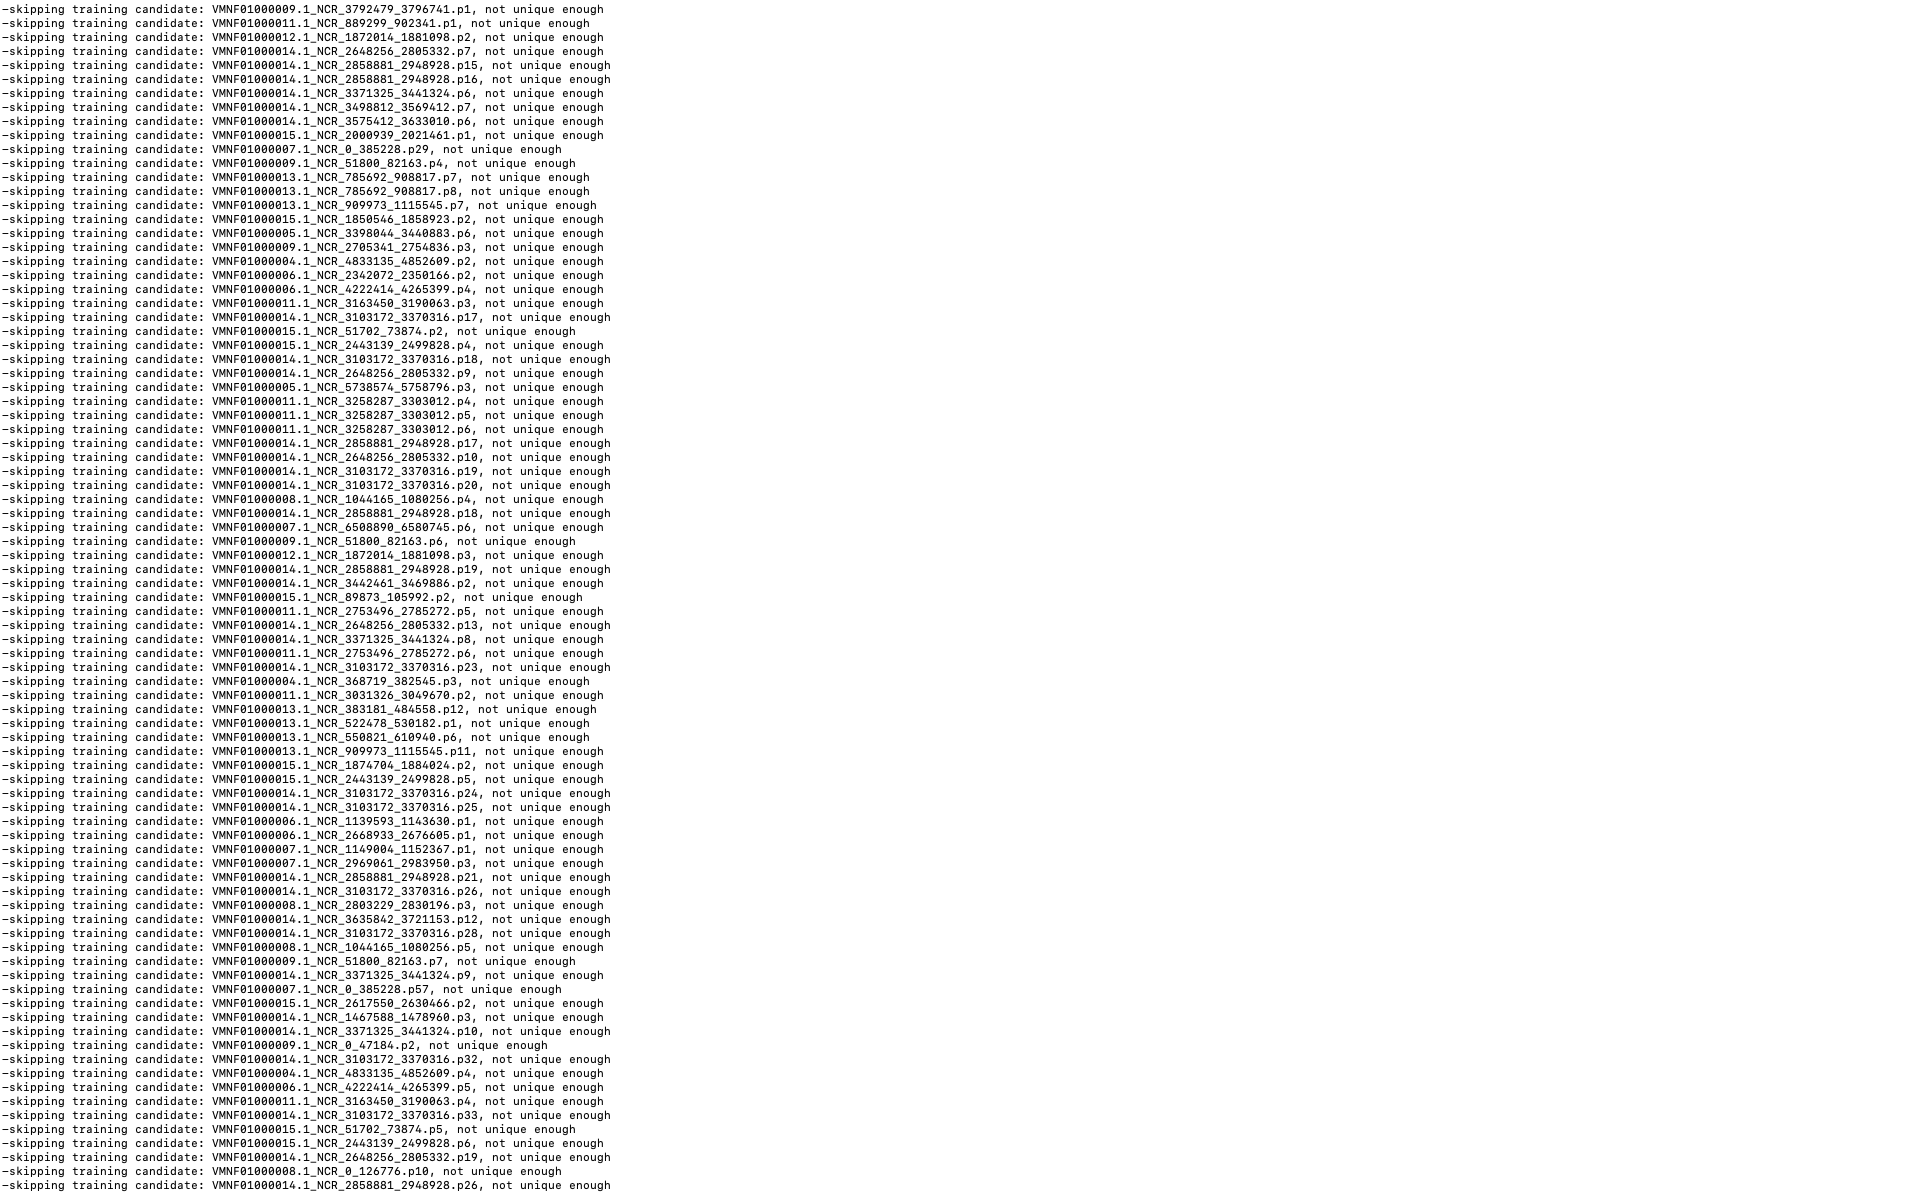 -skipping training candidate: VMNF01000009.1_NCR_3792479_3796741.p1, not unique enough
-skipping training candidate: VMNF01000011.1_NCR_889299_902341.p1, not unique enough
-skipping training candidate: VMNF01000012.1_NCR_1872014_1881098.p2, not unique enough
-skipping training candidate: VMNF01000014.1_NCR_2648256_2805332.p7, not unique enough
-skipping training candidate: VMNF01000014.1_NCR_2858881_2948928.p15, not unique enough
-skipping training candidate: VMNF01000014.1_NCR_2858881_2948928.p16, not unique enough
-skipping training candidate: VMNF01000014.1_NCR_3371325_3441324.p6, not unique enough
-skipping training candidate: VMNF01000014.1_NCR_3498812_3569412.p7, not unique enough
-skipping training candidate: VMNF01000014.1_NCR_3575412_3633010.p6, not unique enough
-skipping training candidate: VMNF01000015.1_NCR_2000939_2021461.p1, not unique enough
-skipping training candidate: VMNF01000007.1_NCR_0_385228.p29, not unique enough
-skipping training candidate: VMNF01000009.1_NCR_51800_82163.p4, not unique enough
-skipping training candidate: VMNF01000013.1_NCR_785692_908817.p7, not unique enough
-skipping training candidate: VMNF01000013.1_NCR_785692_908817.p8, not unique enough
-skipping training candidate: VMNF01000013.1_NCR_909973_1115545.p7, not unique enough
-skipping training candidate: VMNF01000015.1_NCR_1850546_1858923.p2, not unique enough
-skipping training candidate: VMNF01000005.1_NCR_3398044_3440883.p6, not unique enough
-skipping training candidate: VMNF01000009.1_NCR_2705341_2754836.p3, not unique enough
-skipping training candidate: VMNF01000004.1_NCR_4833135_4852609.p2, not unique enough
-skipping training candidate: VMNF01000006.1_NCR_2342072_2350166.p2, not unique enough
-skipping training candidate: VMNF01000006.1_NCR_4222414_4265399.p4, not unique enough
-skipping training candidate: VMNF01000011.1_NCR_3163450_3190063.p3, not unique enough
-skipping training candidate: VMNF01000014.1_NCR_3103172_3370316.p17, not unique enough
-skipping training candidate: VMNF01000015.1_NCR_51702_73874.p2, not unique enough
-skipping training candidate: VMNF01000015.1_NCR_2443139_2499828.p4, not unique enough
-skipping training candidate: VMNF01000014.1_NCR_3103172_3370316.p18, not unique enough
-skipping training candidate: VMNF01000014.1_NCR_2648256_2805332.p9, not unique enough
-skipping training candidate: VMNF01000005.1_NCR_5738574_5758796.p3, not unique enough
-skipping training candidate: VMNF01000011.1_NCR_3258287_3303012.p4, not unique enough
-skipping training candidate: VMNF01000011.1_NCR_3258287_3303012.p5, not unique enough
-skipping training candidate: VMNF01000011.1_NCR_3258287_3303012.p6, not unique enough
-skipping training candidate: VMNF01000014.1_NCR_2858881_2948928.p17, not unique enough
-skipping training candidate: VMNF01000014.1_NCR_2648256_2805332.p10, not unique enough
-skipping training candidate: VMNF01000014.1_NCR_3103172_3370316.p19, not unique enough
-skipping training candidate: VMNF01000014.1_NCR_3103172_3370316.p20, not unique enough
-skipping training candidate: VMNF01000008.1_NCR_1044165_1080256.p4, not unique enough
-skipping training candidate: VMNF01000014.1_NCR_2858881_2948928.p18, not unique enough
-skipping training candidate: VMNF01000007.1_NCR_6508890_6580745.p6, not unique enough
-skipping training candidate: VMNF01000009.1_NCR_51800_82163.p6, not unique enough
-skipping training candidate: VMNF01000012.1_NCR_1872014_1881098.p3, not unique enough
-skipping training candidate: VMNF01000014.1_NCR_2858881_2948928.p19, not unique enough
-skipping training candidate: VMNF01000014.1_NCR_3442461_3469886.p2, not unique enough
-skipping training candidate: VMNF01000015.1_NCR_89873_105992.p2, not unique enough
-skipping training candidate: VMNF01000011.1_NCR_2753496_2785272.p5, not unique enough
-skipping training candidate: VMNF01000014.1_NCR_2648256_2805332.p13, not unique enough
-skipping training candidate: VMNF01000014.1_NCR_3371325_3441324.p8, not unique enough
-skipping training candidate: VMNF01000011.1_NCR_2753496_2785272.p6, not unique enough
-skipping training candidate: VMNF01000014.1_NCR_3103172_3370316.p23, not unique enough
-skipping training candidate: VMNF01000004.1_NCR_368719_382545.p3, not unique enough
-skipping training candidate: VMNF01000011.1_NCR_3031326_3049670.p2, not unique enough
-skipping training candidate: VMNF01000013.1_NCR_383181_484558.p12, not unique enough
-skipping training candidate: VMNF01000013.1_NCR_522478_530182.p1, not unique enough
-skipping training candidate: VMNF01000013.1_NCR_550821_610940.p6, not unique enough
-skipping training candidate: VMNF01000013.1_NCR_909973_1115545.p11, not unique enough
-skipping training candidate: VMNF01000015.1_NCR_1874704_1884024.p2, not unique enough
-skipping training candidate: VMNF01000015.1_NCR_2443139_2499828.p5, not unique enough
-skipping training candidate: VMNF01000014.1_NCR_3103172_3370316.p24, not unique enough
-skipping training candidate: VMNF01000014.1_NCR_3103172_3370316.p25, not unique enough
-skipping training candidate: VMNF01000006.1_NCR_1139593_1143630.p1, not unique enough
-skipping training candidate: VMNF01000006.1_NCR_2668933_2676605.p1, not unique enough
-skipping training candidate: VMNF01000007.1_NCR_1149004_1152367.p1, not unique enough
-skipping training candidate: VMNF01000007.1_NCR_2969061_2983950.p3, not unique enough
-skipping training candidate: VMNF01000014.1_NCR_2858881_2948928.p21, not unique enough
-skipping training candidate: VMNF01000014.1_NCR_3103172_3370316.p26, not unique enough
-skipping training candidate: VMNF01000008.1_NCR_2803229_2830196.p3, not unique enough
-skipping training candidate: VMNF01000014.1_NCR_3635842_3721153.p12, not unique enough
-skipping training candidate: VMNF01000014.1_NCR_3103172_3370316.p28, not unique enough
-skipping training candidate: VMNF01000008.1_NCR_1044165_1080256.p5, not unique enough
-skipping training candidate: VMNF01000009.1_NCR_51800_82163.p7, not unique enough
-skipping training candidate: VMNF01000014.1_NCR_3371325_3441324.p9, not unique enough
-skipping training candidate: VMNF01000007.1_NCR_0_385228.p57, not unique enough
-skipping training candidate: VMNF01000015.1_NCR_2617550_2630466.p2, not unique enough
-skipping training candidate: VMNF01000014.1_NCR_1467588_1478960.p3, not unique enough
-skipping training candidate: VMNF01000014.1_NCR_3371325_3441324.p10, not unique enough
-skipping training candidate: VMNF01000009.1_NCR_0_47184.p2, not unique enough
-skipping training candidate: VMNF01000014.1_NCR_3103172_3370316.p32, not unique enough
-skipping training candidate: VMNF01000004.1_NCR_4833135_4852609.p4, not unique enough
-skipping training candidate: VMNF01000006.1_NCR_4222414_4265399.p5, not unique enough
-skipping training candidate: VMNF01000011.1_NCR_3163450_3190063.p4, not unique enough
-skipping training candidate: VMNF01000014.1_NCR_3103172_3370316.p33, not unique enough
-skipping training candidate: VMNF01000015.1_NCR_51702_73874.p5, not unique enough
-skipping training candidate: VMNF01000015.1_NCR_2443139_2499828.p6, not unique enough
-skipping training candidate: VMNF01000014.1_NCR_2648256_2805332.p19, not unique enough
-skipping training candidate: VMNF01000008.1_NCR_0_126776.p10, not unique enough
-skipping training candidate: VMNF01000014.1_NCR_2858881_2948928.p26, not unique enough